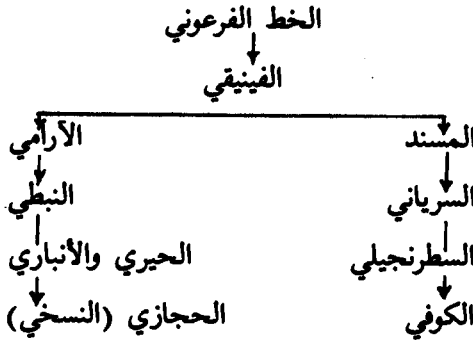 الخط الفرعوني
الفينيقي
المسند الآرامي
السرياني النبطي
السطرنجيلي الحيري والأنباري
الكوفي الحجازي (النسخي)